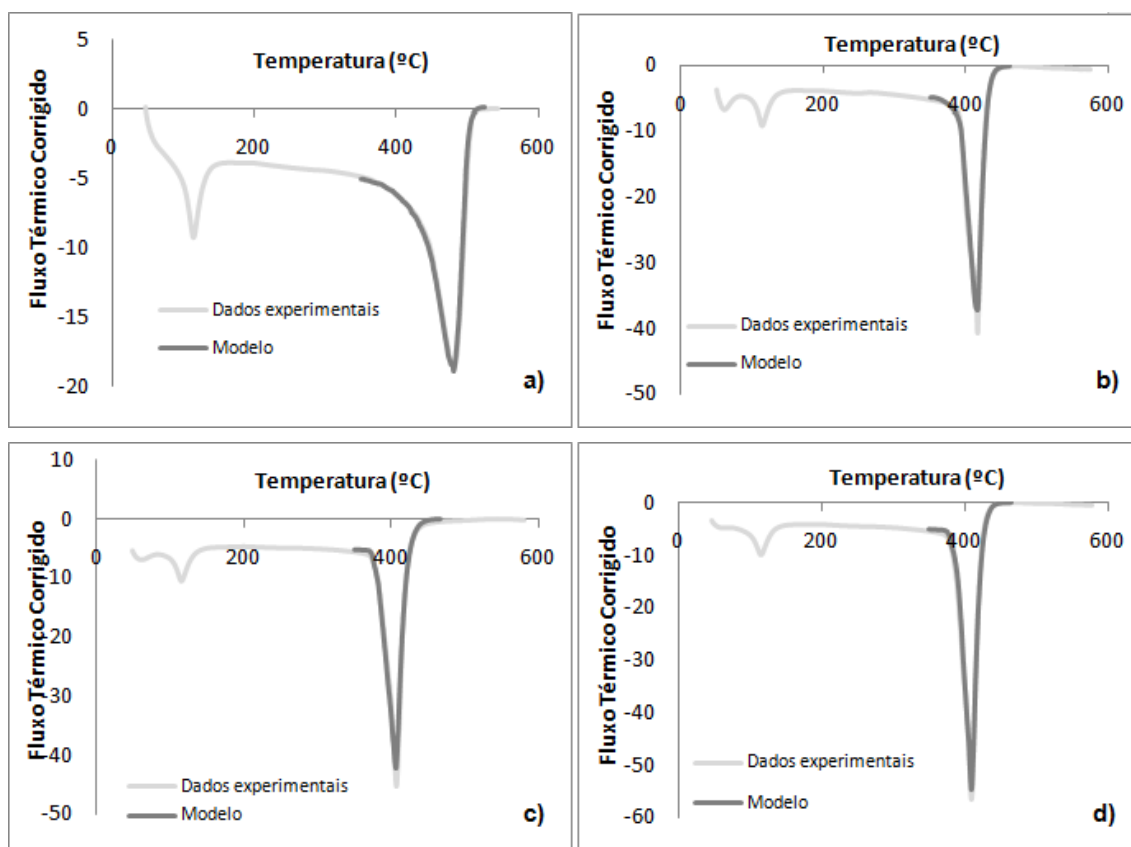 Temperatura (ºC)
5
0
-5
-10
-15
-20
0
200
400
600
Fluxo Térmico Corrigido
Dados experimentais
Modelo
a)
Temperatura (ºC)
0
-10
-20
-30
-40
-50
0
200
400
600
Fluxo Térmico Corrigido
Dados experimentais
Modelo
b)
Temperatura (ºC)
10
0
-10
-20
-30
-40
-50
0
200
400
600
Fluxo Térmico Corrigido
Dados experimentais
Modelo
c)
Temperatura (ºC)
0
-10
-20
-30
-40
-50
-60
0
200
400
600
Fluxo Térmico Corrigido
Dados experimentais
Modelo
d)